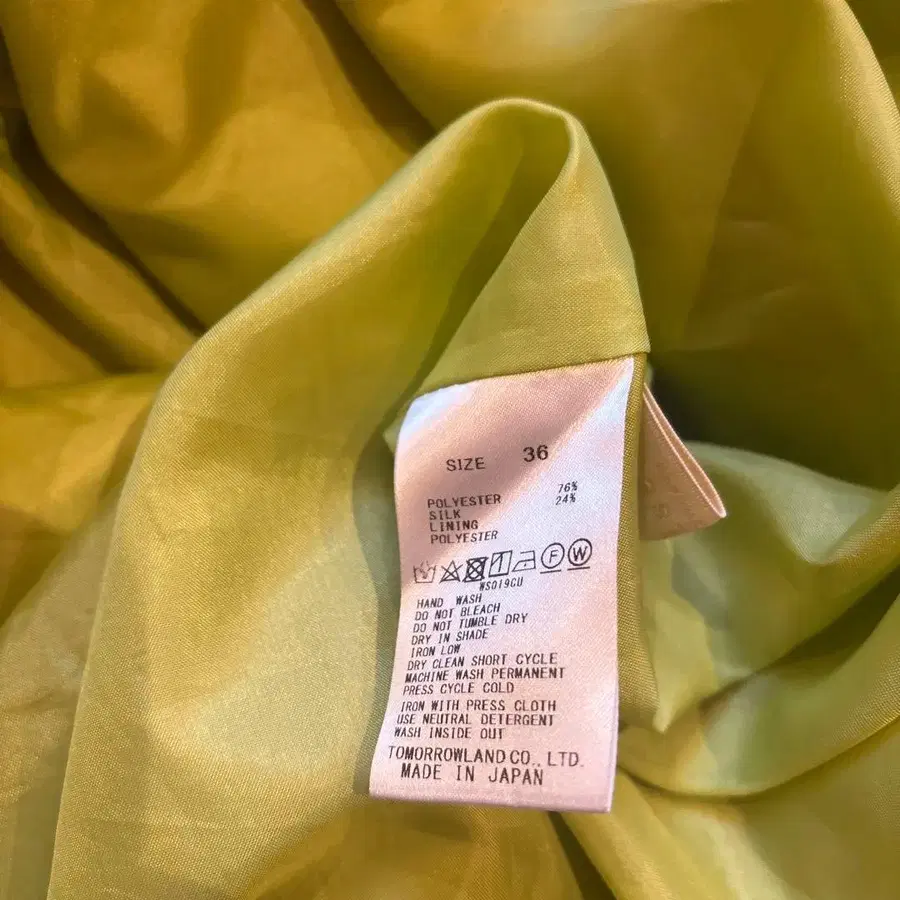 SIZE 36
POLYESTER 76%
SILK 24%
LINING
POLYESTER
F W
WS019CU
HAND WASH
DO NOT BLEACH
DO NOT TUMBLE DRY
DRY IN SHADE
IRON LOW
DRY CLEAN SHORT CYCLE
MACHINE WASH PERMANENT
PRESS CYCLE COLD
IRON WITH PRESS CLOTH
USE NEUTRAL DETERGENT
WASH INSIDE OUT
TOMORROWLAND CO., LTD.
MADE IN JAPAN